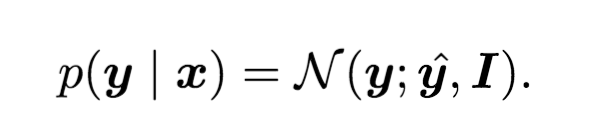 p(𝒚 | 𝒙) = 𝒩(𝒚; 𝒚̂, 𝑰).